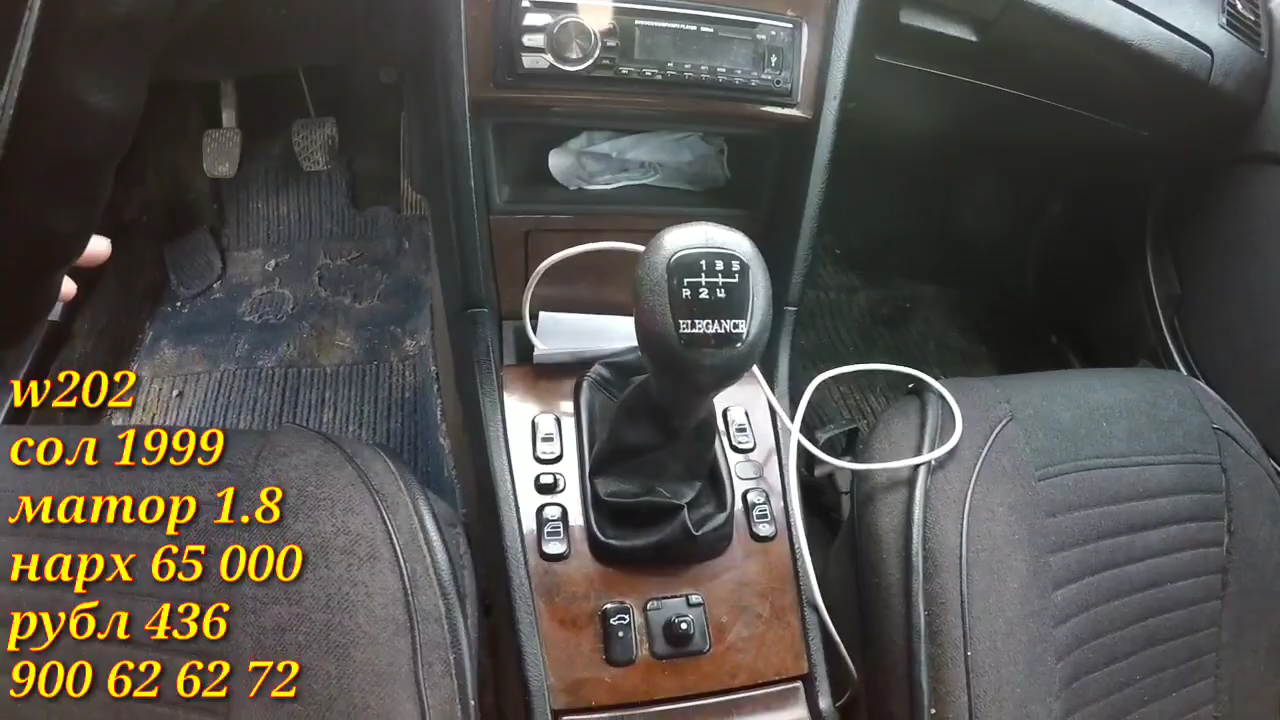 1 3 5
R 2 4
ELEGANCE
w202
сол 1999
матор 1.8
нарх 65 000
рубл 436
900 62 62 72